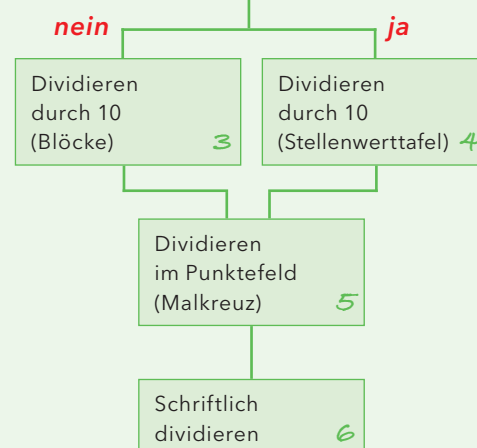 nein
ja
Dividieren
durch 10
(Blöcke) 3
Dividieren
durch 10
(Stellenwerttafel) 4
Dividieren
im Punktefeld
(Malkreuz) 5
Schriftlich
dividieren 6